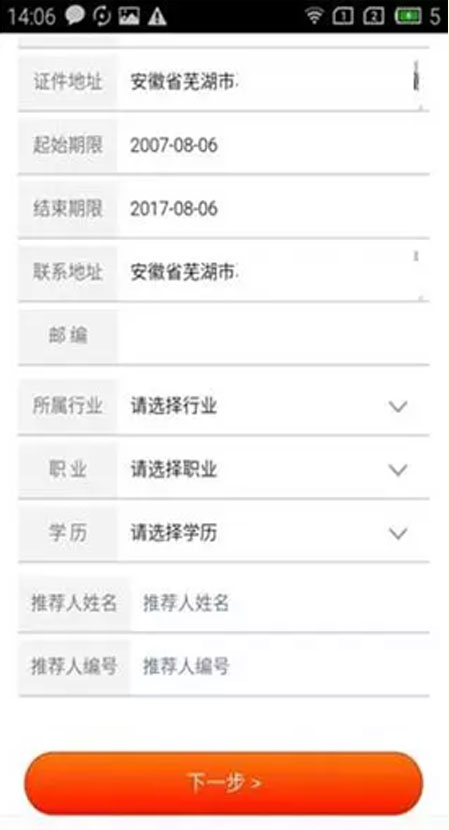 14:06 1 2 5
证件地址 安徽省芜湖市
起始期限 2007-08-06
结束期限 2017-08-06
联系地址 安徽省芜湖市
邮 编
所属行业 请选择行业
职 业 请选择职业
学 历 请选择学历
推荐人姓名 推荐人姓名
推荐人编号 推荐人编号
下一步 >